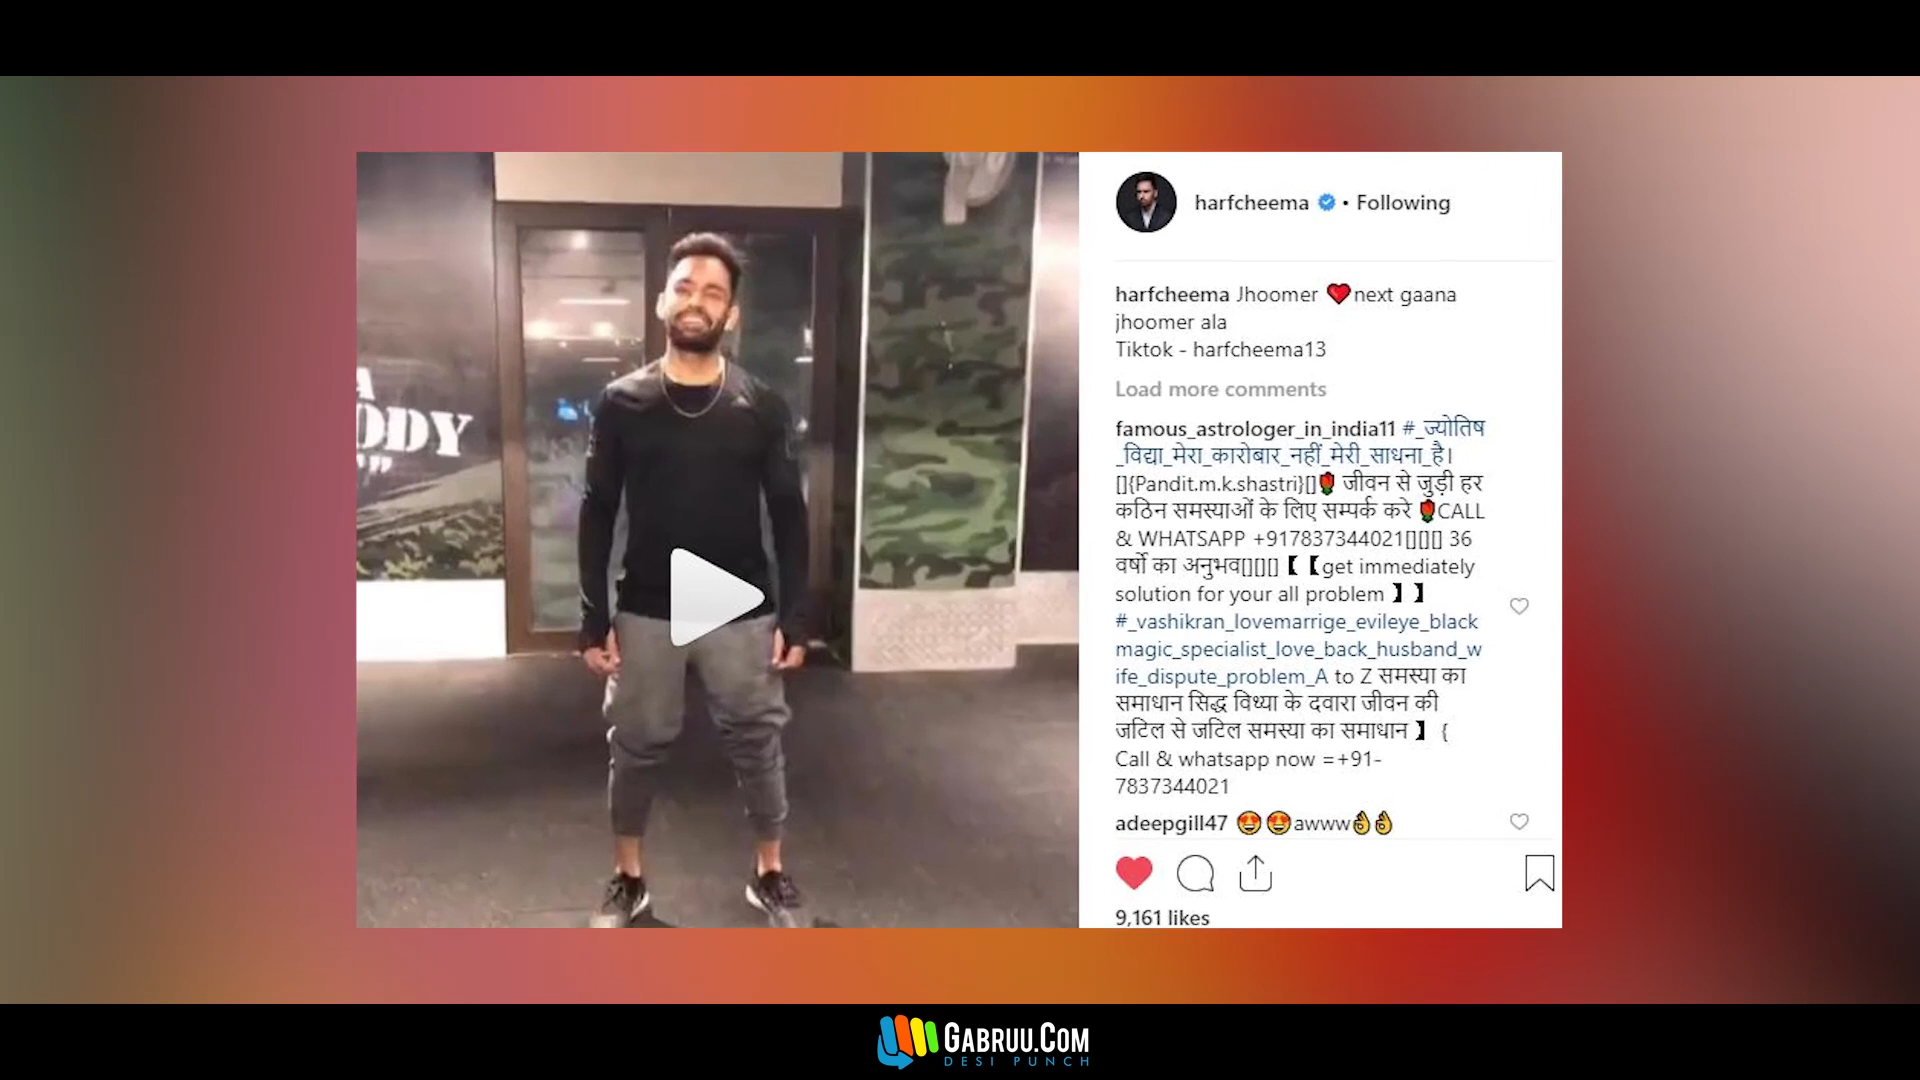 A
ODY
harfcheema • Following
harfcheema Jhoomer ❤️next gaana
jhoomer ala
Tiktok - harfcheema13
Load more comments
famous_astrologer_in_india11 #_ज्योतिष
_विद्या_मेरा_कारोबार_नहीं_मेरी_साधना_है।
[]{Pandit.m.k.shastri}[]🌹 जीवन से जुड़ी हर
कठिन समस्याओं के लिए सम्पर्क करे 🌹CALL
& WHATSAPP +917837344021[][][] 36
वर्षो का अनुभव[][][]【【get immediately
solution for your all problem】】
#_vashikran_lovemarrige_evileye_black
magic_specialist_love_back_husband_w
ife_dispute_problem_A to Z समस्या का
समाधान सिद्ध विध्या के दवारा जीवन की
जटिल से जटिल समस्या का समाधान】 {
Call & whatsapp now =+91-
7837344021
adeepgill47 😍😍awww👌👌
9,161 likes
GABRUU.COM
DESI PUNCH